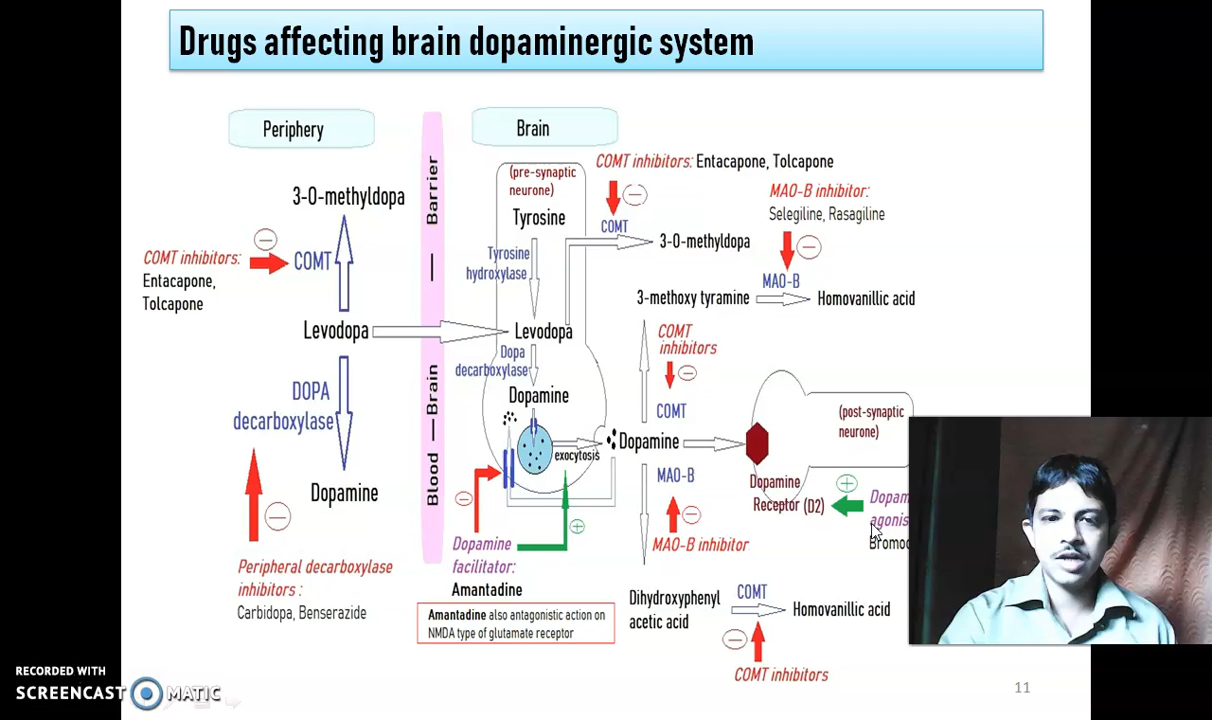 Drugs affecting brain dopaminergic system
Periphery
Brain
3-O-methyldopa
COMT inhibitors:
Entacapone,
Tolcapone
COMT
Levodopa
DOPA
decarboxylase
Dopamine
Peripheral decarboxylase
inhibitors :
Carbidopa, Benserazide
Blood — Brain — Barrier
(pre-synaptic
neurone)
Tyrosine
Tyrosine
hydroxylase
Levodopa
Dopa
decarboxylase
Dopamine
exocytosis
Dopamine
facilitator:
Amantadine
Amantadine also antagonistic action on
NMDA type of glutamate receptor
COMT inhibitors: Entacapone, Tolcapone
COMT
3-O-methyldopa
MAO-B inhibitor:
Selegiline, Rasagiline
MAO-B
3-methoxy tyramine
Homovanillic acid
COMT
inhibitors
COMT
Dopamine
MAO-B
MAO-B inhibitor
Dihydroxyphenyl
acetic acid
COMT
Homovanillic acid
COMT inhibitors
(post-synaptic
neurone)
Dopamine
Receptor (D2)
Dopam
agonis
Bromoc
RECORDED WITH
SCREENCAST MATIC
11